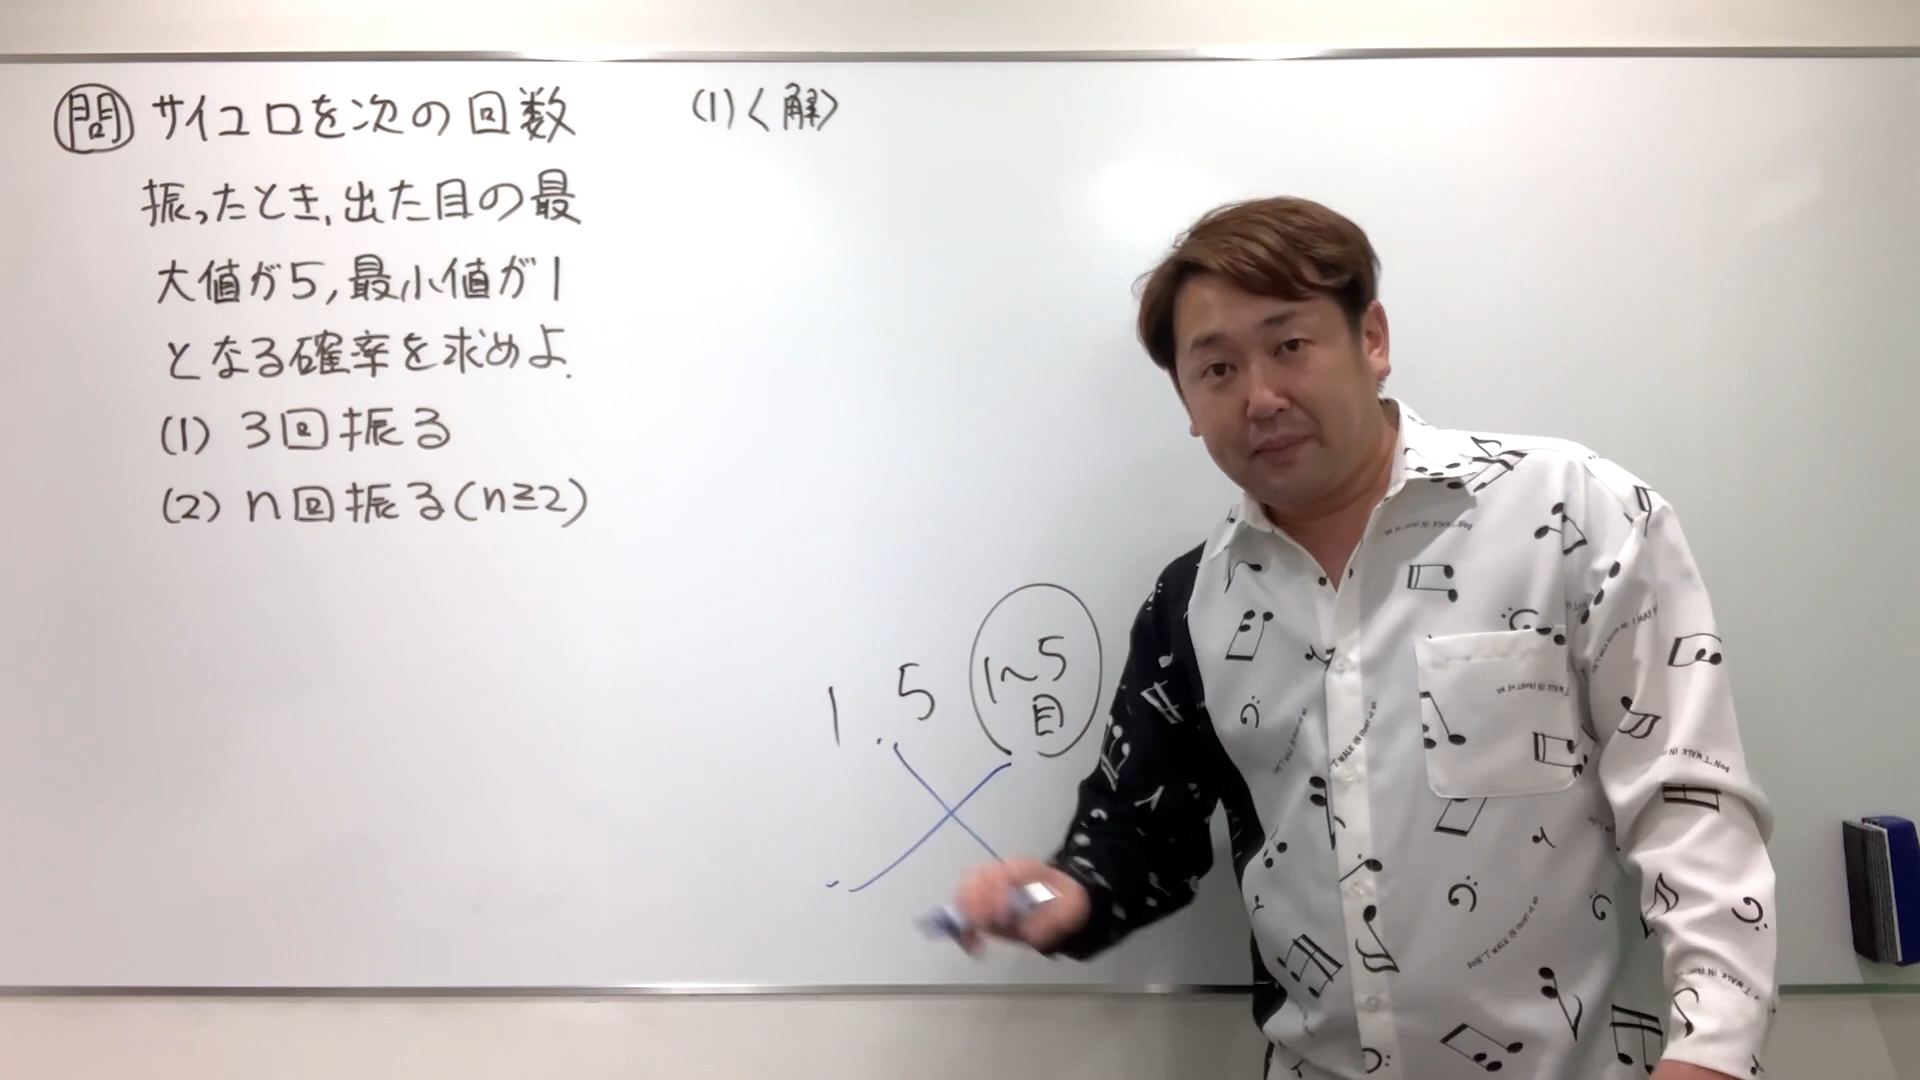 問 サイコロを次の回数
振ったとき,出た目の最
大値が5,最小値が1
となる確率を求めよ.
(1) 3回振る
(2) n回振る(n≧2)
(1)<解>
1.5 1~5
目